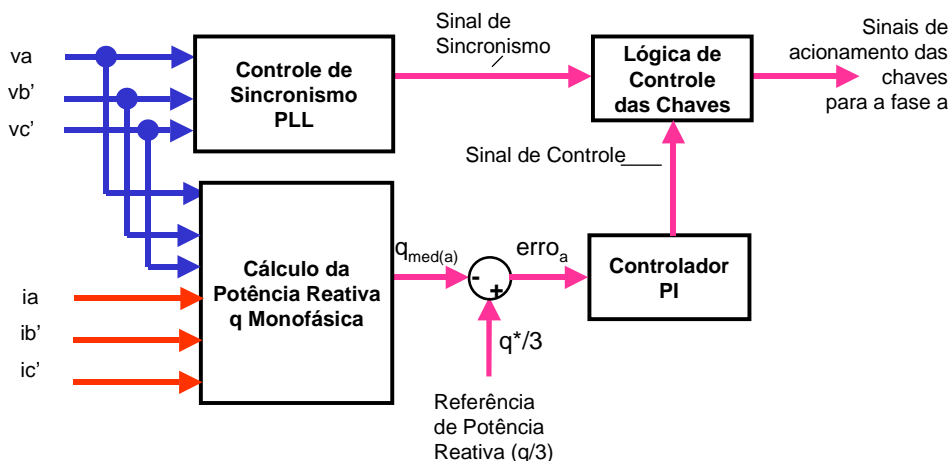 va
vb’
vc’
ia
ib’
ic’
Controle de
Sincronismo
PLL
Sinal de
Sincronismo
Lógica de
Controle
das Chaves
Sinais de
acionamento das
chaves
para a fase a
Sinal de Controle
Cálculo da
Potência Reativa
q Monofásica
qmed(a)
-
+
erroa
Controlador
PI
q*/3
Referência
de Potência
Reativa (q/3)